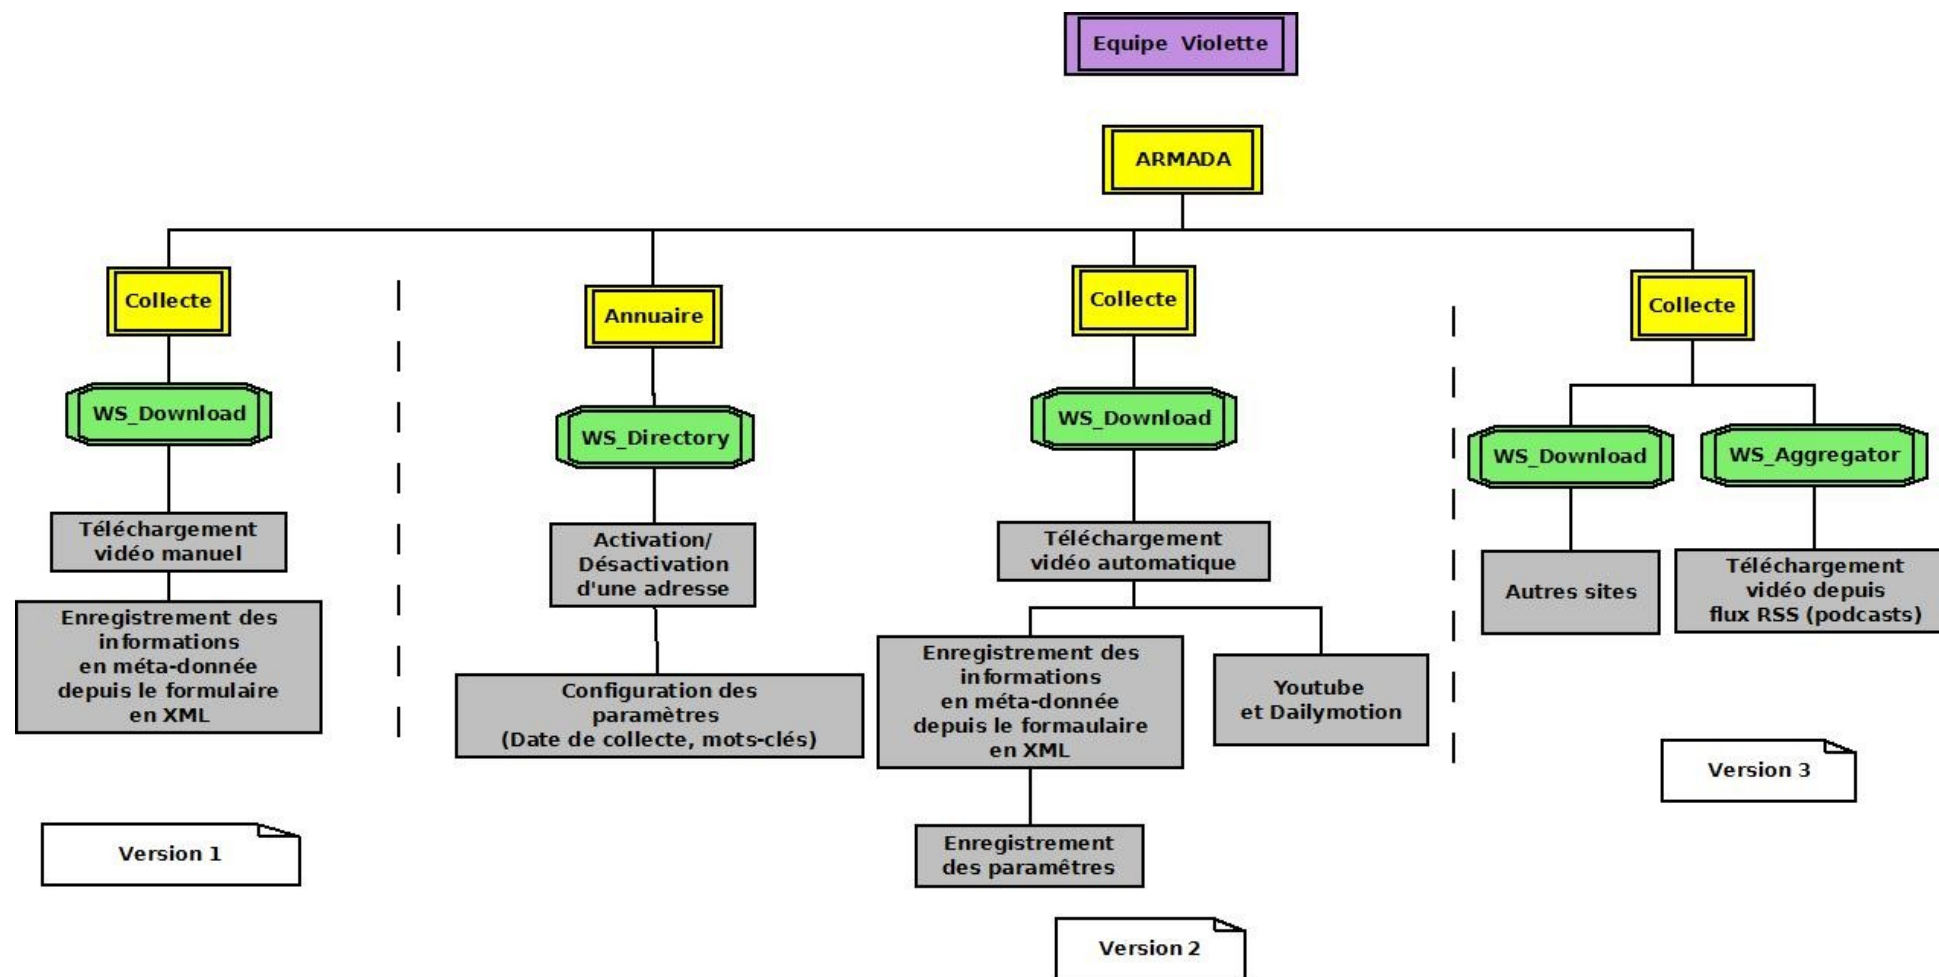 Equipe Violette
ARMADA
Collecte
WS_Download
Téléchargement
vidéo manuel
Enregistrement des
informations
en méta-donnée
depuis le formulaire
en XML
Version 1
Annuaire
WS_Directory
Activation/
Désactivation
d'une adresse
Configuration des
paramètres
(Date de collecte, mots-clés)
Collecte
WS_Download
Téléchargement
vidéo automatique
Enregistrement des
informations
en méta-donnée
depuis le formaulaire
en XML
Youtube
et Dailymotion
Enregistrement
des paramêtres
Version 2
Collecte
WS_Download
WS_Aggregator
Autres sites
Téléchargement
vidéo depuis
flux RSS (podcasts)
Version 3